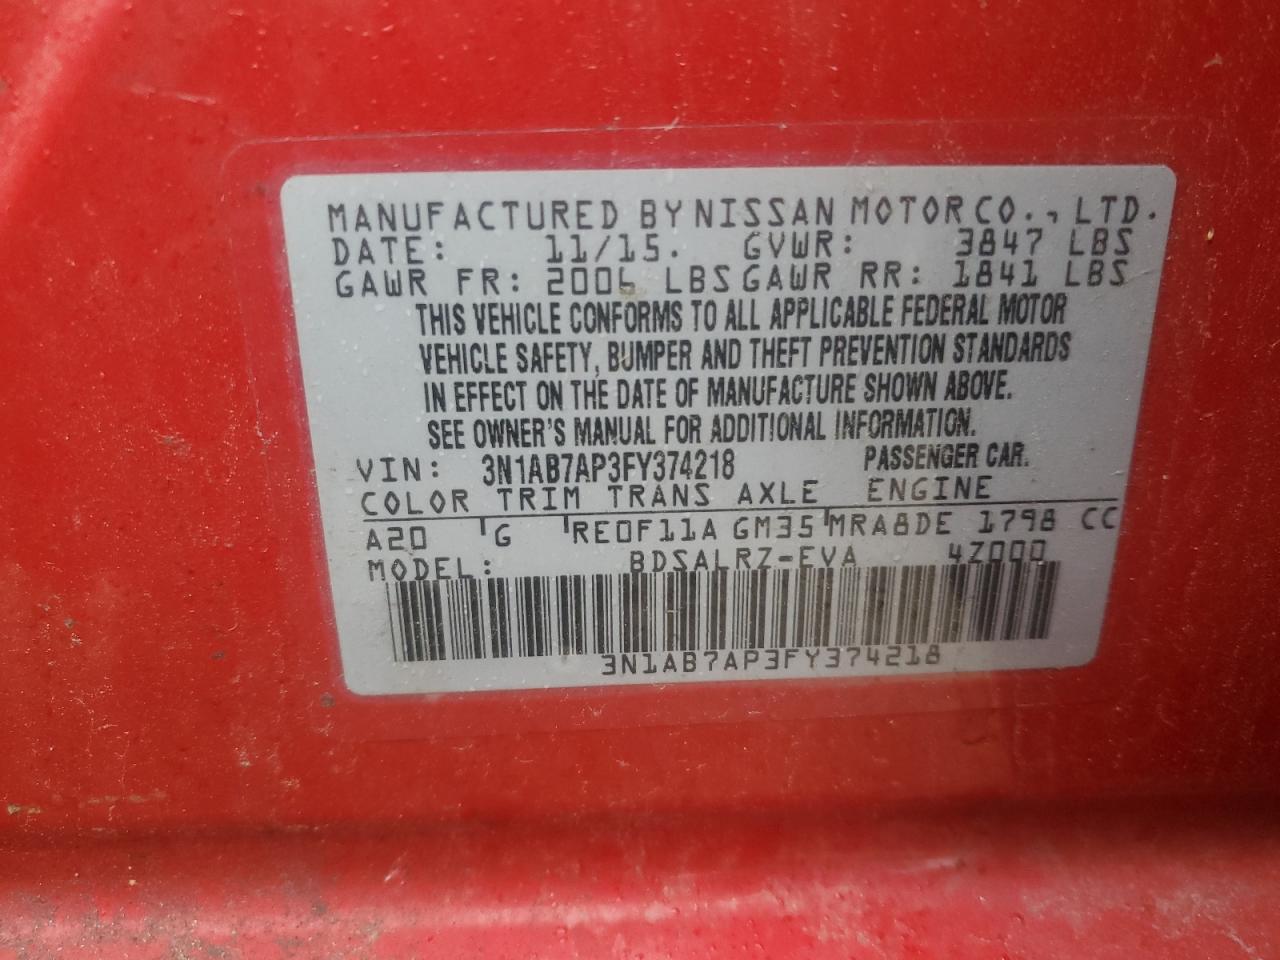 MANUFACTURED BY NISSAN MOTOR CO., LTD.
DATE: 11/15. GVWR: 3847 LBS
GAWR FR: 2006 LBS GAWR RR: 1841 LBS
THIS VEHICLE CONFORMS TO ALL APPLICABLE FEDERAL MOTOR
VEHICLE SAFETY, BUMPER AND THEFT PREVENTION STANDARDS
IN EFFECT ON THE DATE OF MANUFACTURE SHOWN ABOVE.
SEE OWNER'S MANUAL FOR ADDITIONAL INFORMATION.
VIN: 3N1AB7AP3FY374218 PASSENGER CAR.
COLOR TRIM TRANS AXLE ENGINE
A20 G RE0F11A GM35 MRA8DE 1798 CC
MODEL: BDSALRZ-EVA 4Z000
3N1AB7AP3FY374218